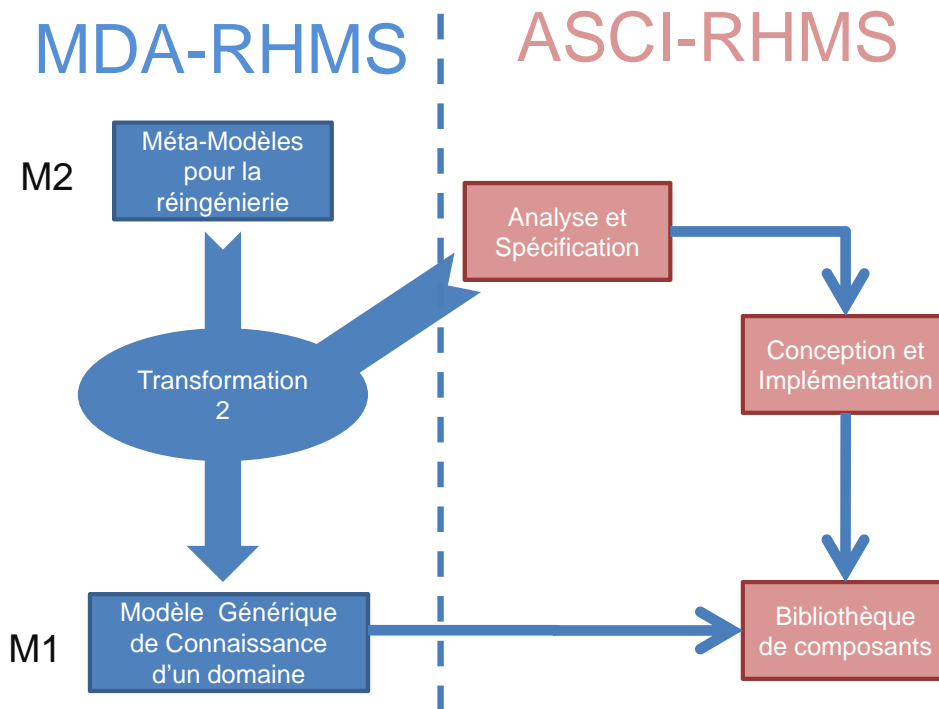 MDA-RHMS
ASCI-RHMS
M2
Méta-Modèles
pour la
réingénierie
Analyse et
Spécification
Transformation
2
Conception et
Implémentation
M1
Modèle Générique
de Connaissance
d'un domaine
Bibliothèque
de composants